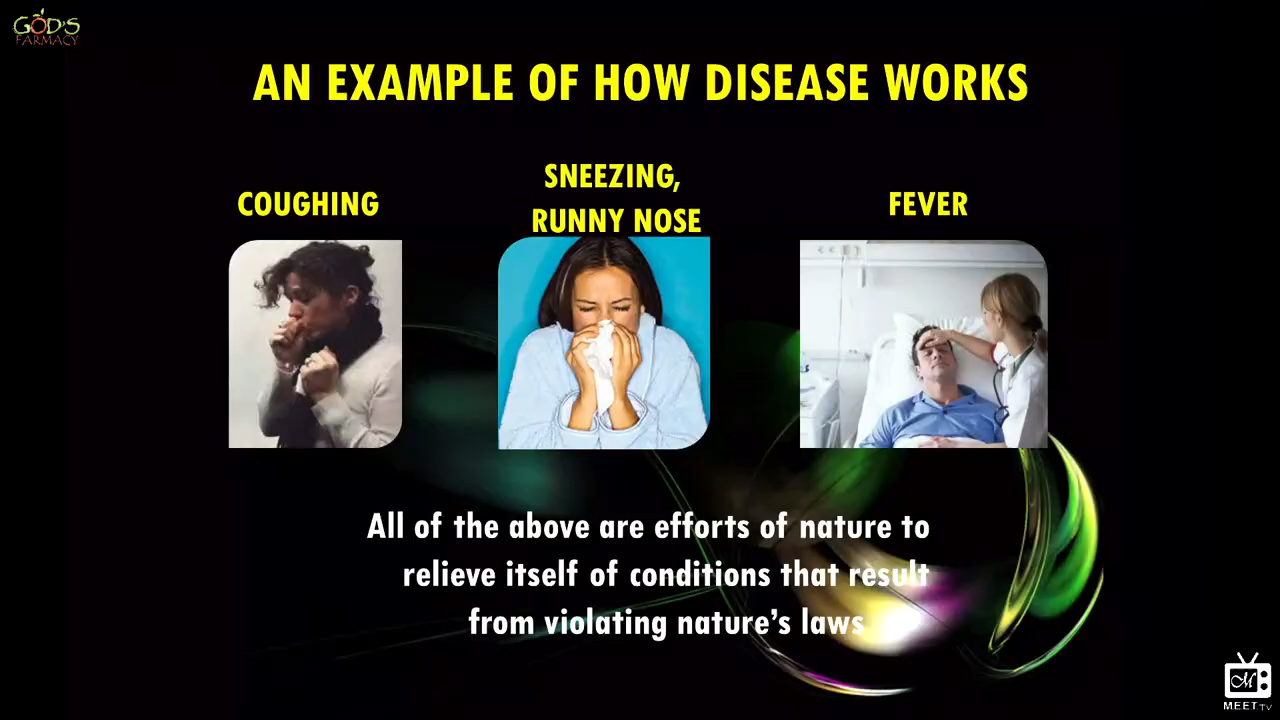 GOD'S
FARMACY
AN EXAMPLE OF HOW DISEASE WORKS
COUGHING
SNEEZING,
RUNNY NOSE
FEVER
All of the above are efforts of nature to
relieve itself of conditions that result
from violating nature's laws
M
MEET TV